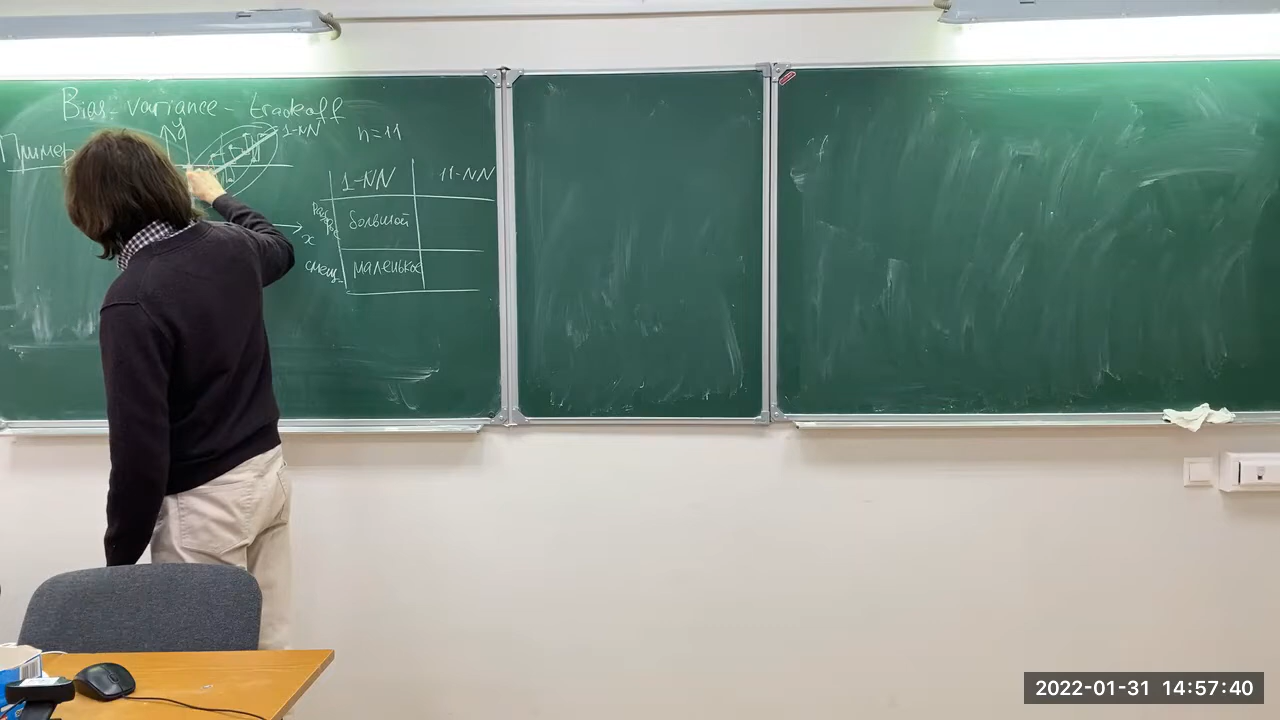 Bias-variance-tradeoff
Пример
y
1-NN
n=11
1-NN 11-NN
большой
x
смещ-
маленькое
2022-01-31 14:57:40